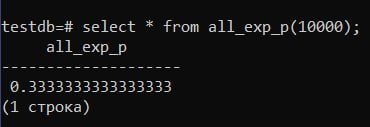 testdb=# select * from all_exp_p(10000);
all_exp_p
--------------------
0.3333333333333333
(1 строка)